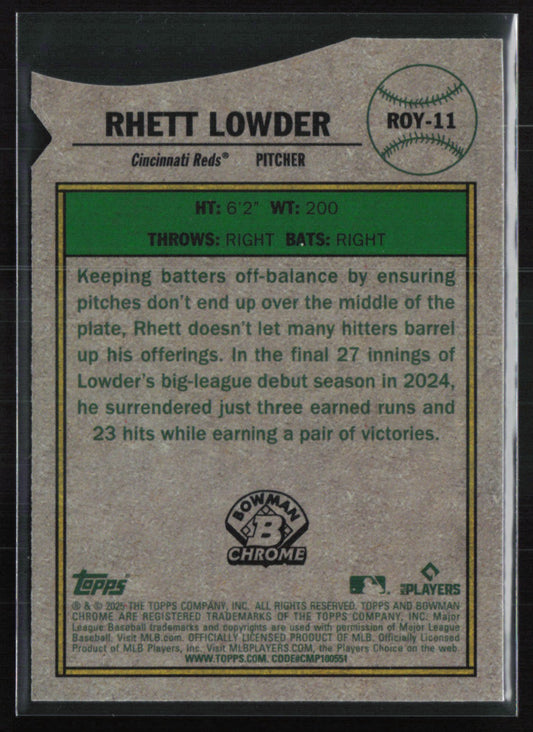 RHETT LOWDER
ROY-11
Cincinnati Reds® PITCHER
HT: 6'2" WT: 200
THROWS: RIGHT BATS: RIGHT
Keeping batters off-balance by ensuring
pitches don't end up over the middle of the
plate, Rhett doesn't let many hitters barrel
up his offerings. In the final 27 innings of
Lowder's big-league debut season in 2024,
he surrendered just three earned runs and
23 hits while earning a pair of victories.
BOWMAN
B
CHROME
topps
PLAYERS
® & © 2025 THE TOPPS COMPANY, INC. ALL RIGHTS RESERVED. TOPPS AND BOWMAN
CHROME ARE REGISTERED TRADEMARKS OF THE TOPPS COMPANY, INC. Major
League Baseball trademarks and copyrights are used with permission of Major League
Baseball. Visit MLB.com. OFFICIALLY LICENSED PRODUCT OF MLB. Officially Licensed
Product of MLB Players, Inc. Visit MLBPLAYERS.COM, the Players Choice on the web.
WWW.TOPPS.COM. CODE#CMP100551